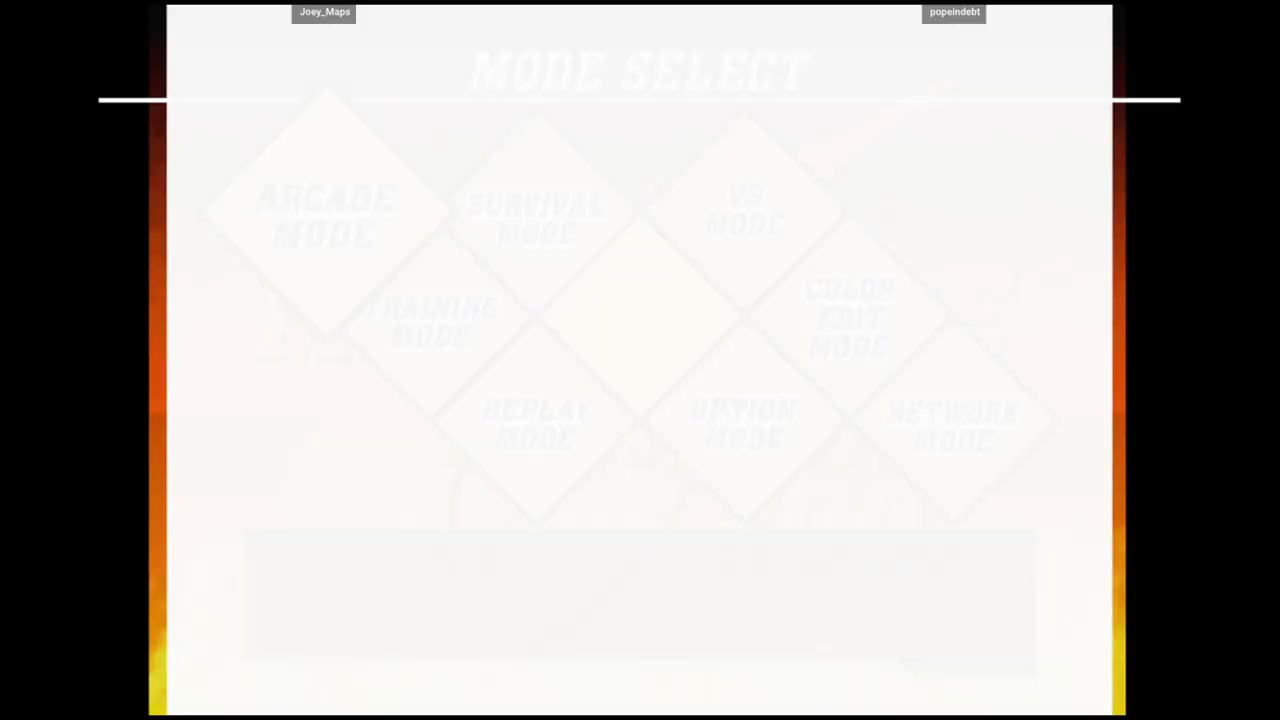 Joey_Maps
popeindebt
MODE SELECT
ARCADE
MODE
SURVIVAL
MODE
VS
MODE
TRAINING
MODE
COLOR
EDIT
MODE
REPLAY
MODE
OPTION
MODE
NETWORK
MODE